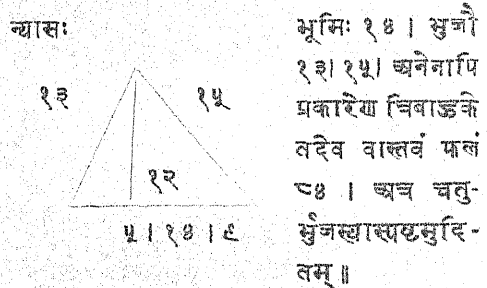 न्यासः
१३
१५
१२
५ । १४ । ९
भूमिः १४ । भुजौ
१३। १५। अनेनापि
प्रकारेण त्रिबाहुके
तदेव वास्तवं फलं
८४ । अत्र चतु-
र्भुजस्यास्पष्टमुदि-
तम् ॥